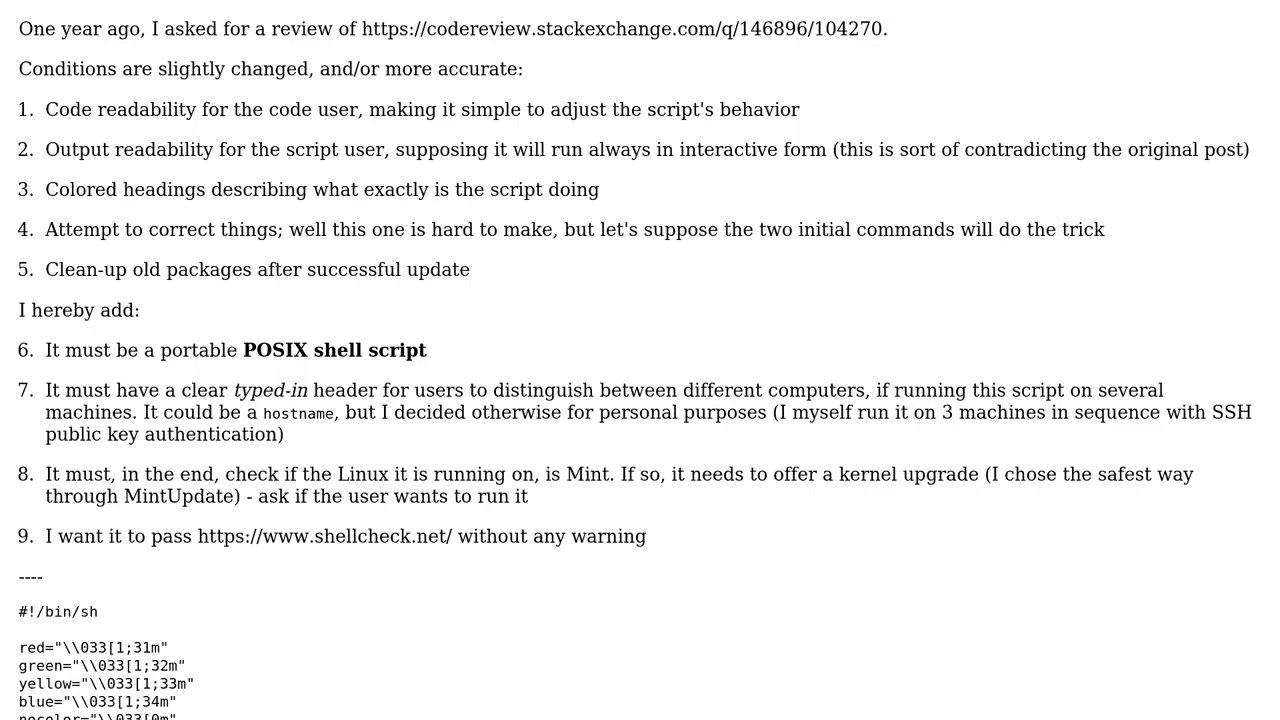 One year ago, I asked for a review of https://codereview.stackexchange.com/q/146896/104270.
Conditions are slightly changed, and/or more accurate:
1. Code readability for the code user, making it simple to adjust the script's behavior
2. Output readability for the script user, supposing it will run always in interactive form (this is sort of contradicting the original post)
3. Colored headings describing what exactly is the script doing
4. Attempt to correct things; well this one is hard to make, but let's suppose the two initial commands will do the trick
5. Clean-up old packages after successful update
I hereby add:
6. It must be a portable POSIX shell script
7. It must have a clear typed-in header for users to distinguish between different computers, if running this script on several
machines. It could be a hostname, but I decided otherwise for personal purposes (I myself run it on 3 machines in sequence with SSH
public key authentication)
8. It must, in the end, check if the Linux it is running on, is Mint. If so, it needs to offer a kernel upgrade (I chose the safest way
through MintUpdate) - ask if the user wants to run it
9. I want it to pass https://www.shellcheck.net/ without any warning
----
#!/bin/sh
red="\\033[1;31m"
green="\\033[1;32m"
yellow="\\033[1;33m"
blue="\\033[1;34m"
nocolor="\\033[0m"